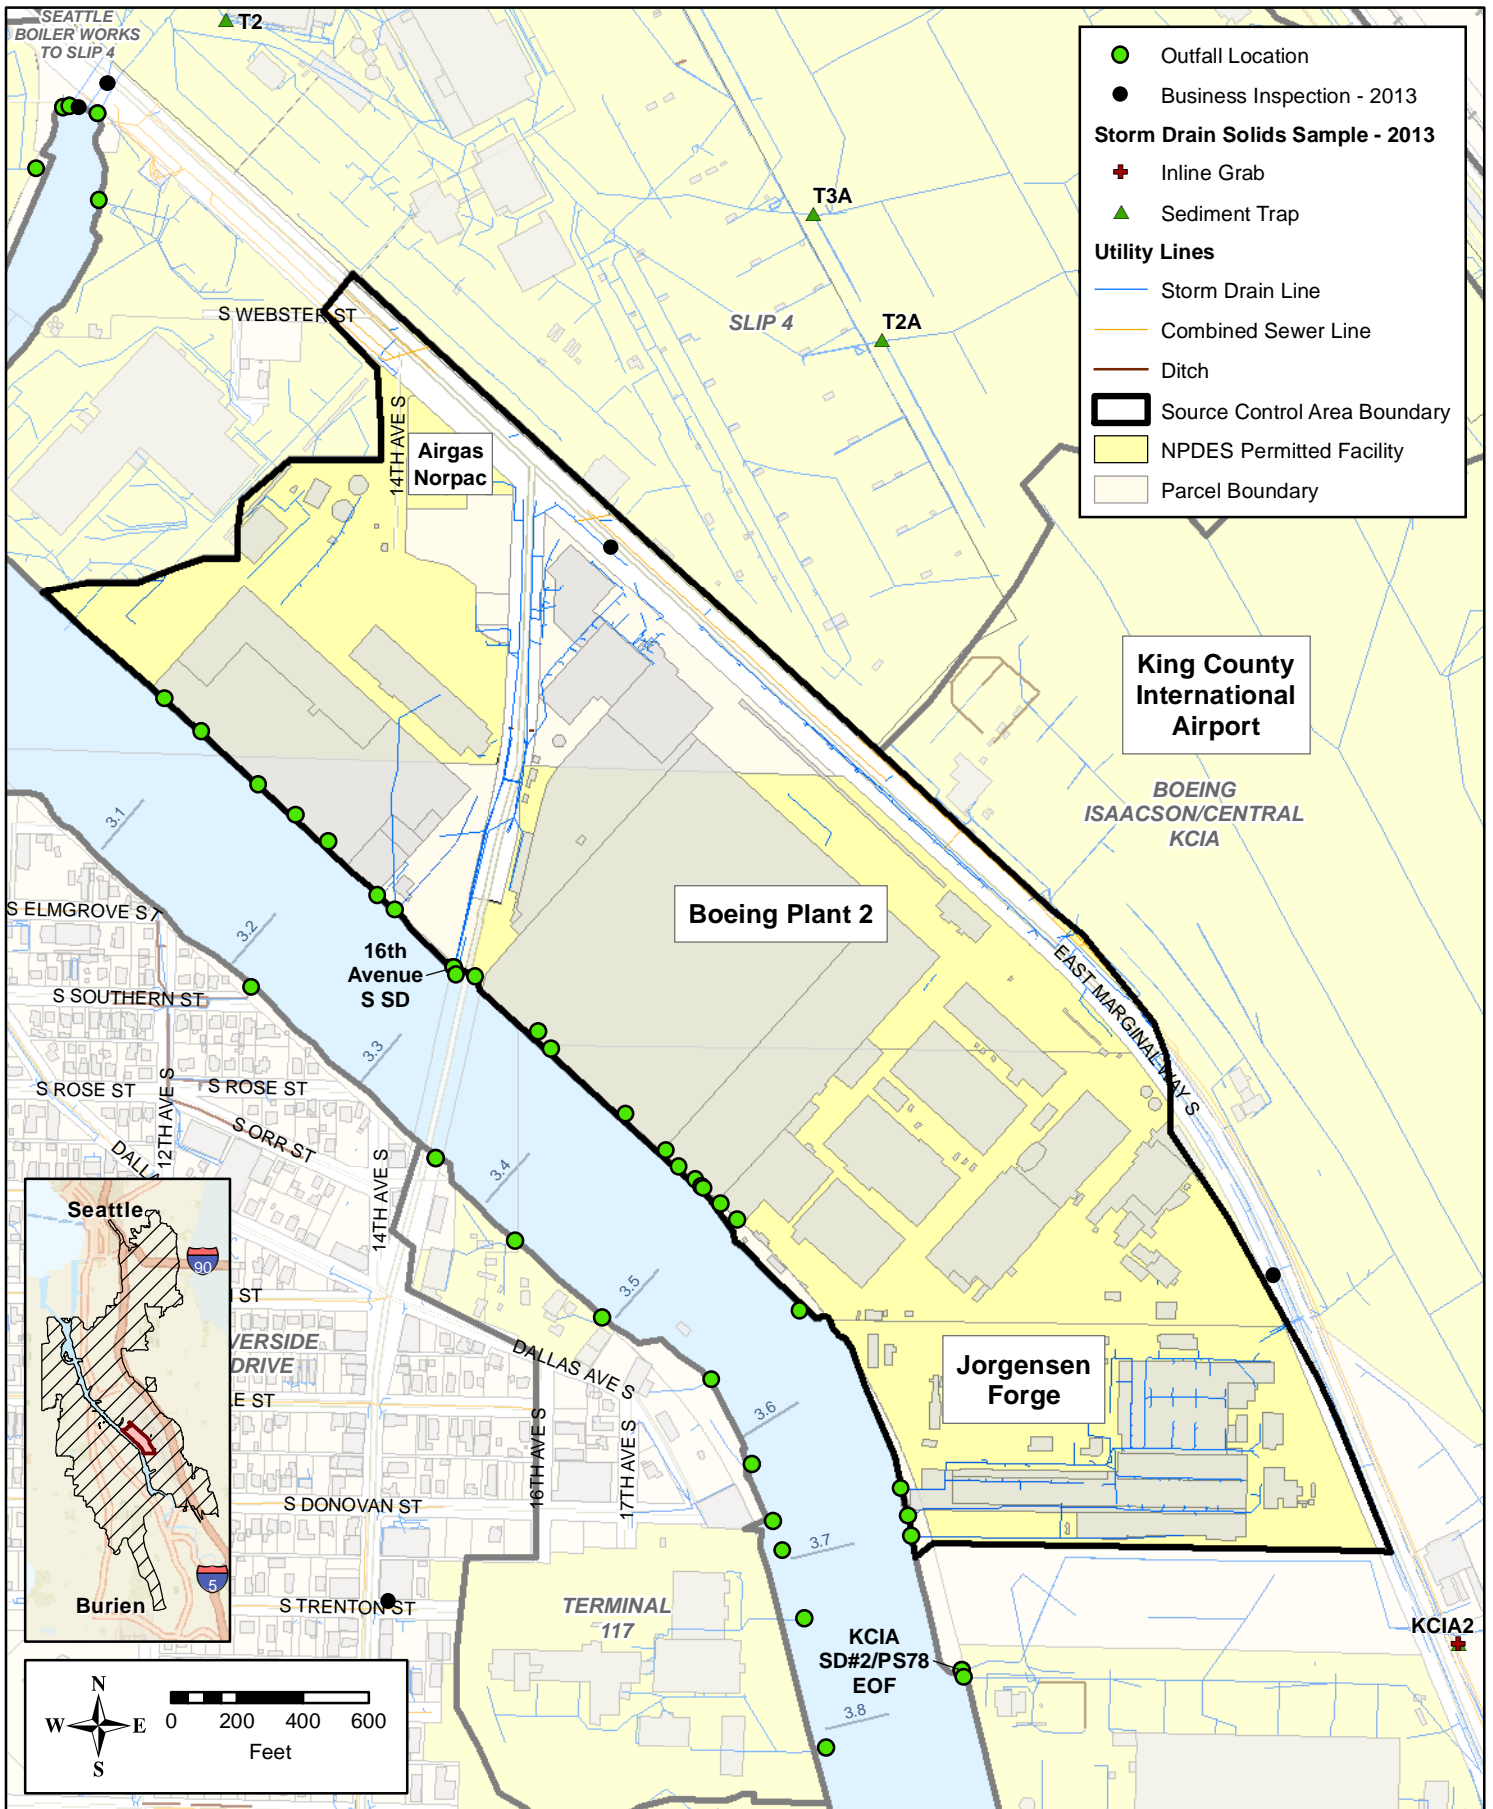 SEATTLE
BOILER WORKS
TO SLIP 4
T2
Outfall Location
Business Inspection - 2013
Storm Drain Solids Sample - 2013
Inline Grab
Sediment Trap
Utility Lines
Storm Drain Line
Combined Sewer Line
Ditch
Source Control Area Boundary
NPDES Permitted Facility
Parcel Boundary
T3A
T2A
SLIP 4
S WEBSTER ST
14TH AVE S
Airgas
Norpac
King County
International
Airport
BOEING
ISAACSON/CENTRAL
KCIA
3.1
Boeing Plant 2
S ELMGROVE ST
3.2
16th
Avenue
S SD
EAST MARGINAL WAY S
S SOUTHERN ST
3.3
S ROSE ST
S ROSE ST
12TH AVE S
S ORR ST
DALLA
14TH AVE S
3.4
Seattle
90
3.5
ST
VERSIDE
DRIVE
DALLAS AVE S
Jorgensen
Forge
LE ST
3.6
16TH AVE S
17TH AVE S
S DONOVAN ST
3.7
5
Burien
S TRENTON ST
TERMINAL
117
KCIA
SD#2/PS78
EOF
KCIA2
3.8
N
W
E
S
0
200
400
600
Feet